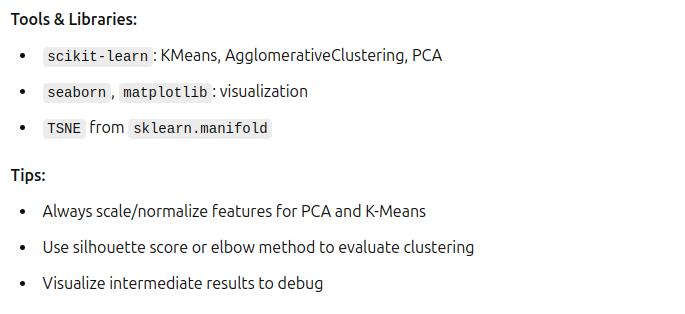 Tools & Libraries:
• scikit-learn: KMeans, AgglomerativeClustering, PCA
• seaborn, matplotlib: visualization
• TSNE from sklearn.manifold
Tips:
• Always scale/normalize features for PCA and K-Means
• Use silhouette score or elbow method to evaluate clustering
• Visualize intermediate results to debug